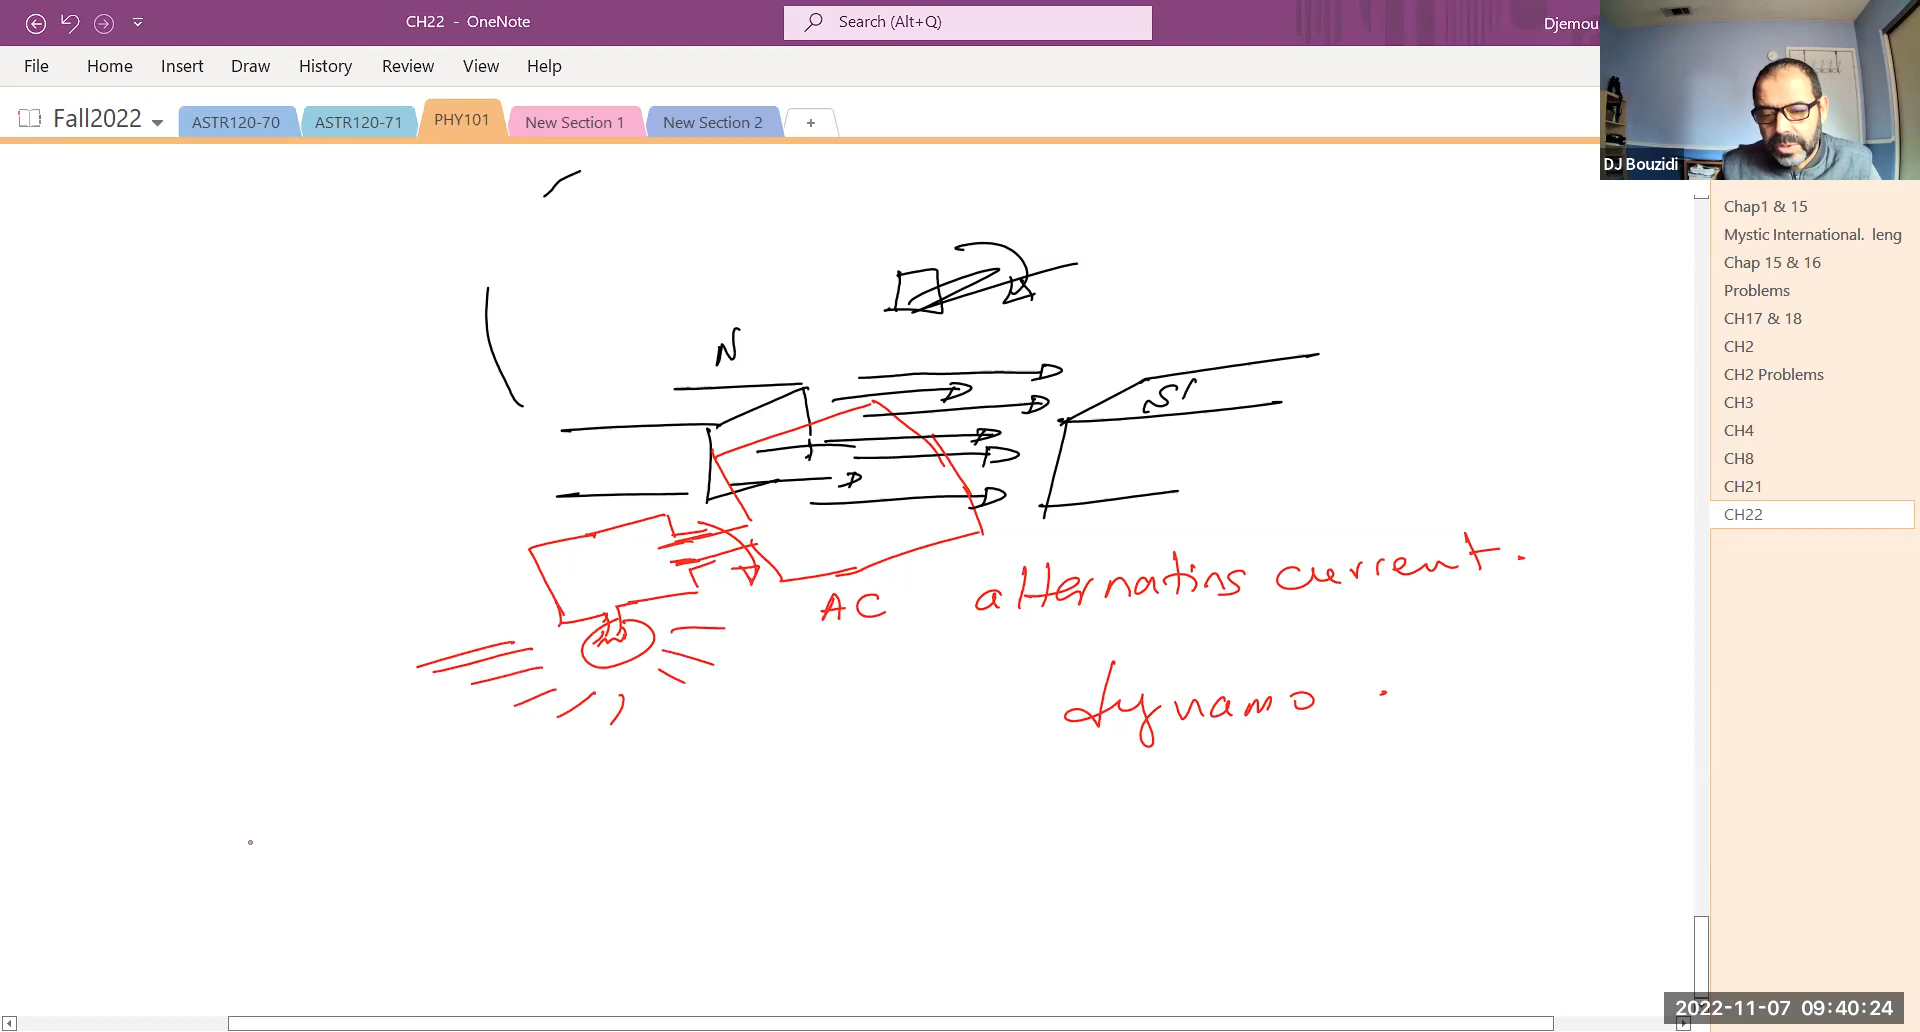 CH22 - OneNote
Search (Alt+Q)
Djemou
File Home Insert Draw History Review View Help
Fall2022
ASTR120-70 ASTR120-71 PHY101 New Section 1 New Section 2 +
DJ Bouzidi
Chap1 & 15
Mystic International. leng
Chap 15 & 16
Problems
CH17 & 18
CH2
CH2 Problems
CH3
CH4
CH8
CH21
CH22
N
S
AC alternating current.
dynamo
2022-11-07 09:40:24